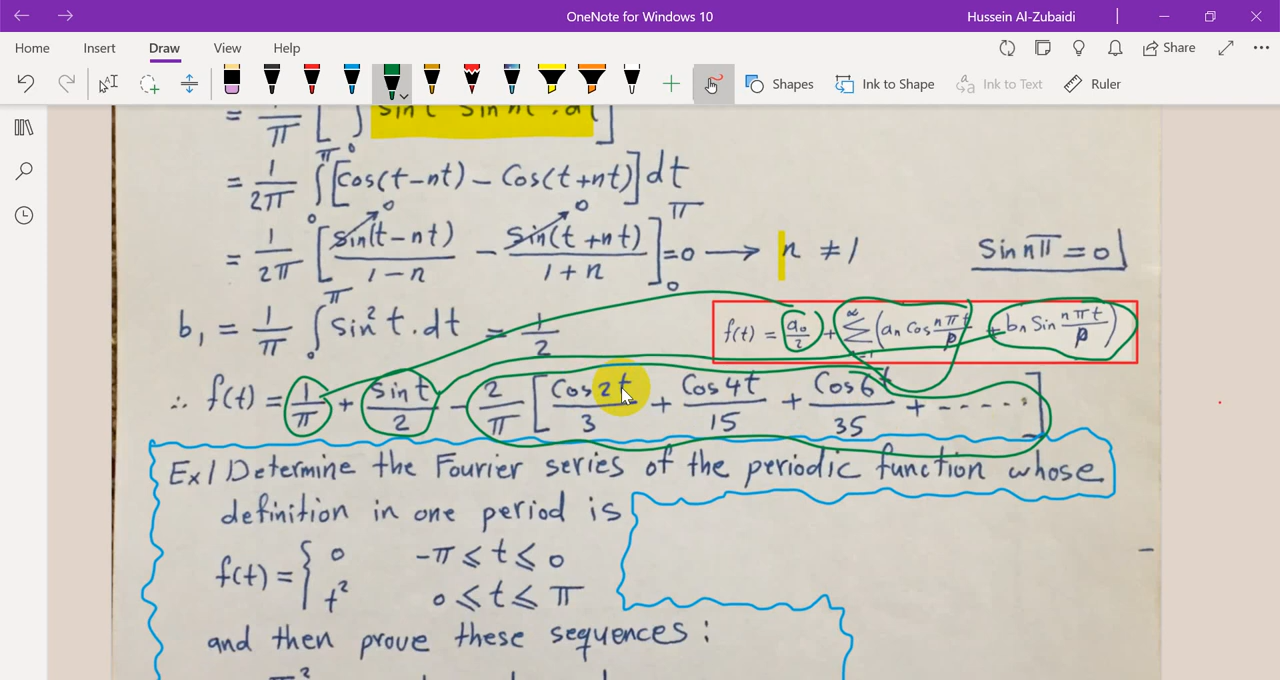 OneNote for Windows 10
Hussein Al-Zubaidi
Home Insert Draw View Help
Share
Shapes
Ink to Shape
Ink to Text
Ruler
= 1/π [ ∫ sin t sin nt . dt ]
= 1/2π ∫₀^π [Cos(t-nt) - Cos(t+nt)] dt
= 1/2π [ sin(t-nt)/(1-n) - sin(t+nt)/(1+n) ]₀^π = 0 → n ≠ 1 Sin nπ = 0
b₁ = 1/π ∫₀^π sin² t . dt = 1/2
f(t) = a₀/2 + Σ^∞ (aₙ Cos nπt/p + bₙ Sin nπt/p)
∴ f(t) = 1/π + sin t/2 - 2/π [ Cos 2t/3 + Cos 4t/15 + Cos 6t/35 + ----- ]
Ex/ Determine the Fourier series of the periodic function whose
definition in one period is
f(t) = { 0 -π ≤ t ≤ 0
t² 0 ≤ t ≤ π
and then prove these sequences :